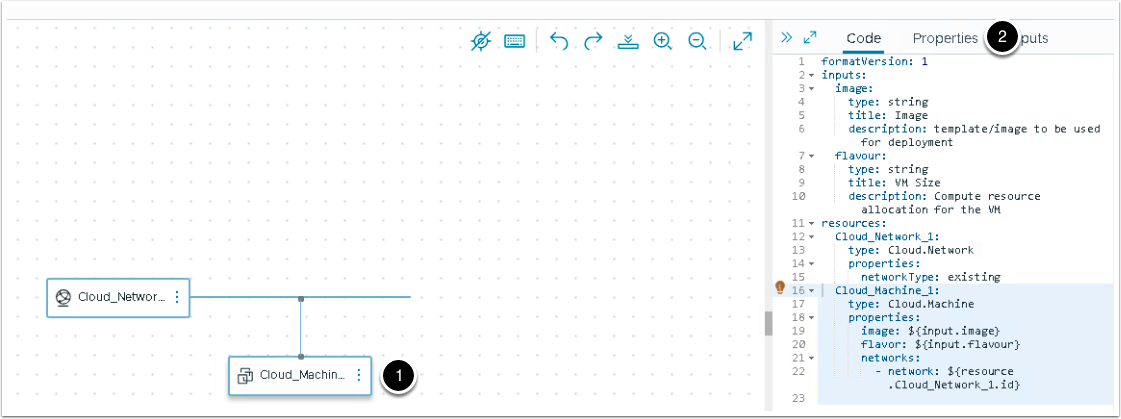 Code Properties 2 puts
1 formatVersion: 1
2 inputs:
3 image:
4 type: string
5 title: Image
6 description: template/image to be used
for deployment
7 flavour:
8 type: string
9 title: VM Size
10 description: Compute resource
allocation for the VM
11 resources:
12 Cloud_Network_1:
13 type: Cloud.Network
14 properties:
15 networkType: existing
16 Cloud_Machine_1:
17 type: Cloud.Machine
18 properties:
19 image: ${input.image}
20 flavor: ${input.flavour}
21 networks:
22 - network: ${resource
.Cloud_Network_1.id}
23
Cloud_Networ...
Cloud_Machin... 1